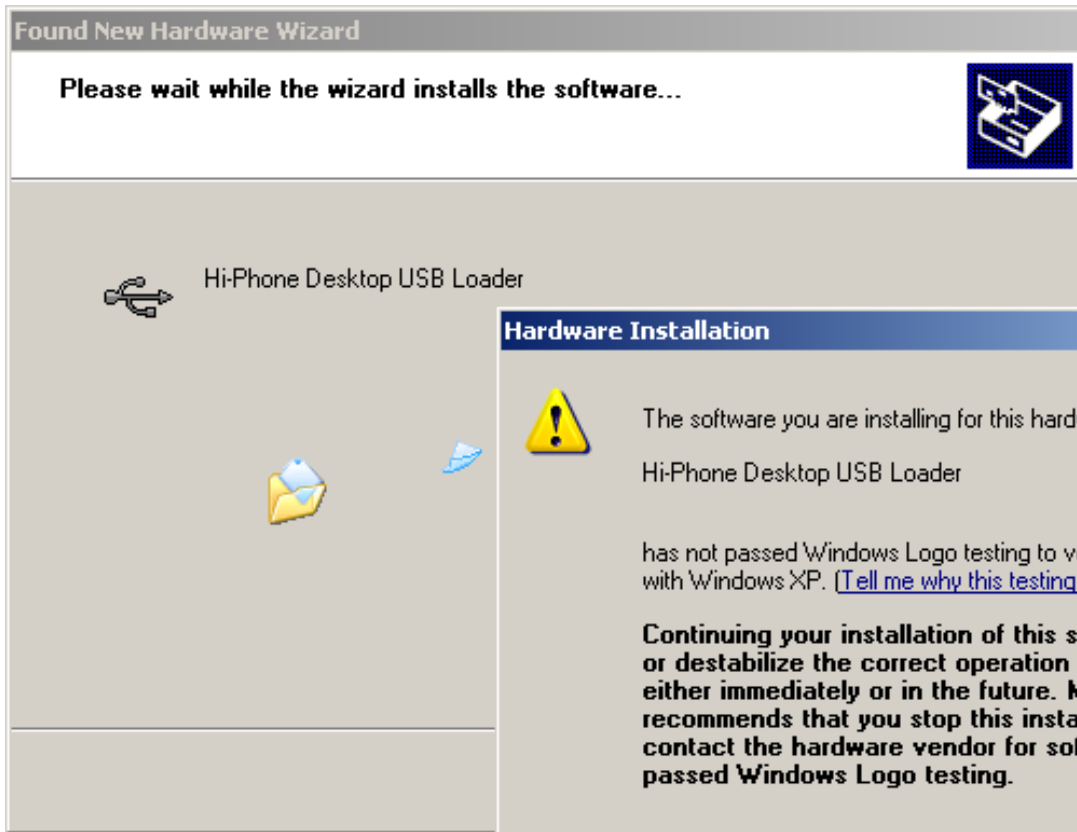 Found New Hardware Wizard
Please wait while the wizard installs the software...
Hi-Phone Desktop USB Loader
Hardware Installation
The software you are installing for this hard
Hi-Phone Desktop USB Loader
has not passed Windows Logo testing to v
with Windows XP. (Tell me why this testing
Continuing your installation of this s
or destabilize the correct operation
either immediately or in the future. M
recommends that you stop this insta
contact the hardware vendor for sof
passed Windows Logo testing.